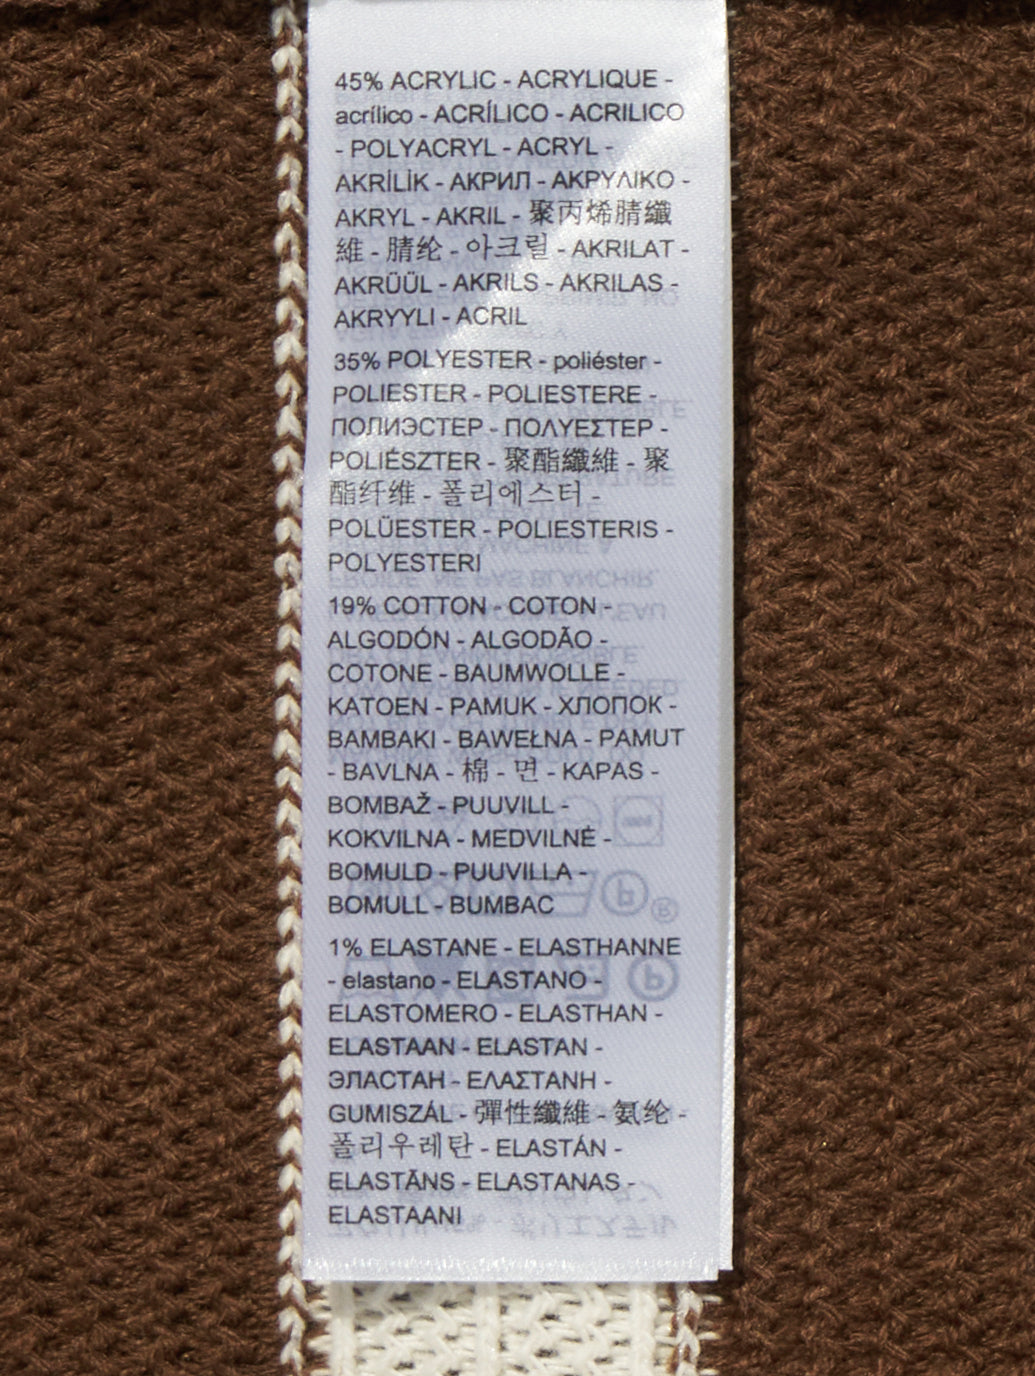 45% ACRYLIC - ACRYLIQUE -
acrílico - ACRÍLICO - ACRILICO
- POLYACRYL - ACRYL -
AKRİLİK - АКРИЛ - ΑΚΡΥΛΙΚΟ -
AKRYL - AKRIL - 聚丙烯腈纖
維 - 腈纶 - 아크릴 - AKRILAT -
AKRÜÜL - AKRILS - AKRILAS -
AKRYYLI - ACRIL
35% POLYESTER - poliéster -
POLIESTER - POLIESTERE -
ПОЛИЭСТЕР - ΠΟΛΥΕΣΤΕΡ -
POLIÉSZTER - 聚酯纖維 - 聚
酯纤维 - 폴리에스터 -
POLÜESTER - POLIESTERIS -
POLYESTERI
19% COTTON - COTON -
ALGODÓN - ALGODÃO -
COTONE - BAUMWOLLE -
KATOEN - PAMUK - ХЛОПОК -
ΒΑΜΒΑΚΙ - BAWEŁNA - PAMUT
- BAVLNA - 棉 - 면 - KAPAS -
BOMBAŽ - PUUVILL -
KOKVILNA - MEDVILNĖ -
BOMULD - PUUVILLA -
BOMULL - BUMBAC
1% ELASTANE - ELASTHANNE
- elastano - ELASTANO -
ELASTOMERO - ELASTHAN -
ELASTAAN - ELASTAN -
ЭЛАСТАН - ΕΛΑΣΤΑΝΗ -
GUMISZÁL - 彈性纖維 - 氨纶 -
폴리우레탄 - ELASTÁN -
ELASTĀNS - ELASTANAS -
ELASTAANI